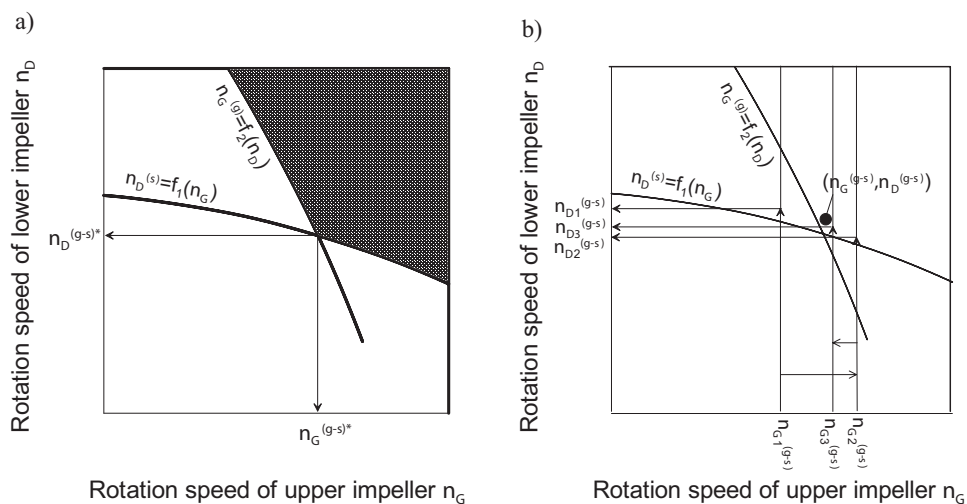 a)
Rotation speed of lower impeller n_D
n_G^(g)=f_2(n_D)
n_D^(s)=f_1(n_G)
n_D^(g-s)*
n_G^(g-s)*
Rotation speed of upper impeller n_G
b)
Rotation speed of lower impeller n_D
n_G^(g)=f_2(n_D)
n_D^(s)=f_1(n_G)
(n_G^(g-s),n_D^(g-s))
n_D1^(g-s)
n_D3^(g-s)
n_D2^(g-s)
n_G1^(g-s)
n_G3^(g-s)
n_G2^(g-s)
Rotation speed of upper impeller n_G